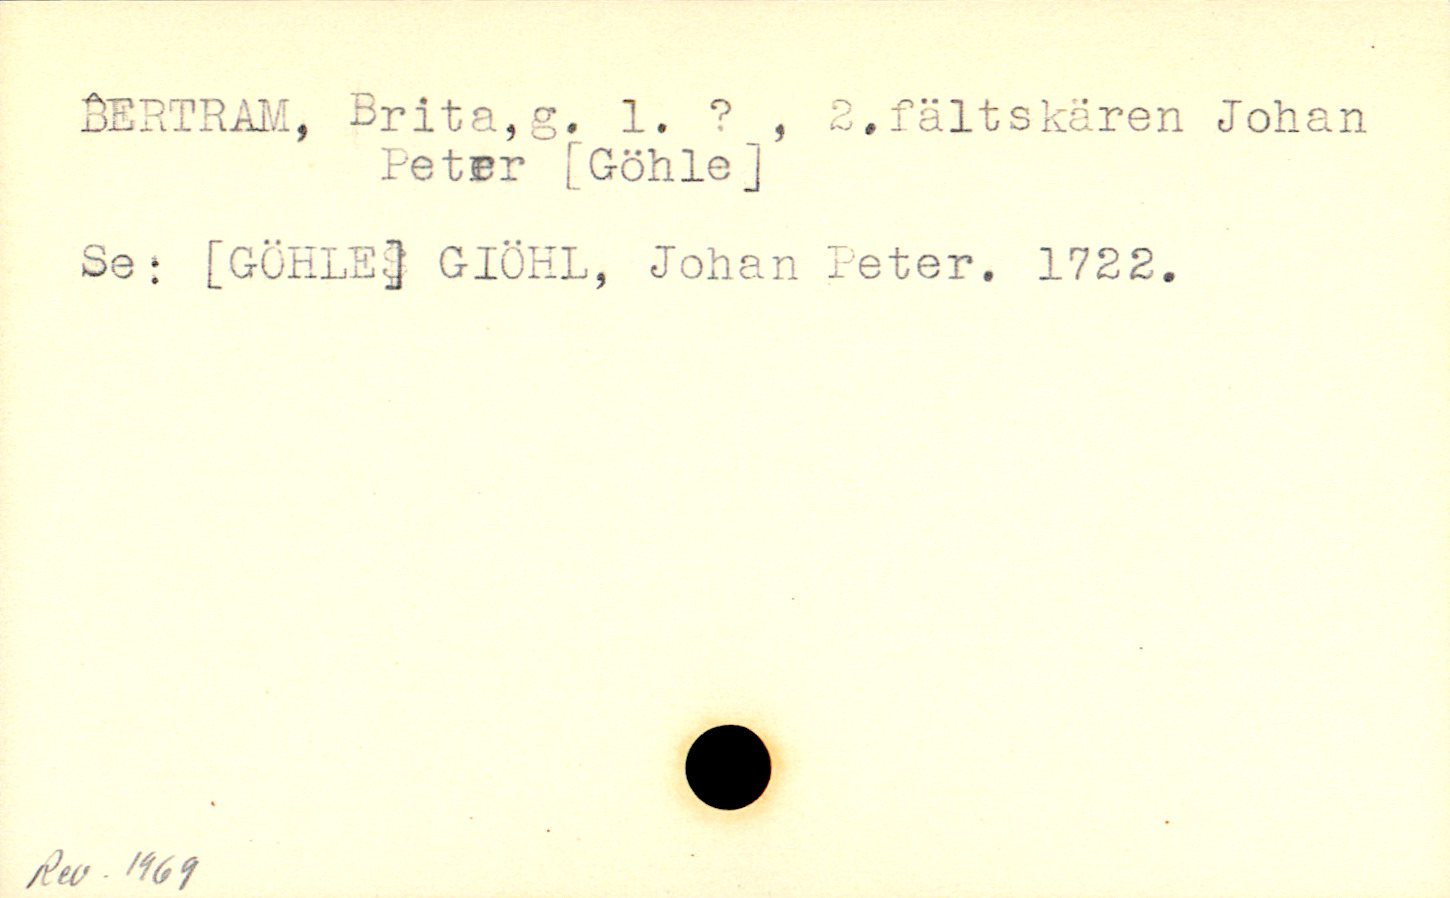 BERTRAM, Brita,g. 1. ? , 2.fältskären Johan
Peter [Göhle]
Se: [GÖHLE] GIÖHL, Johan Peter. 1722.
Rev. 1969